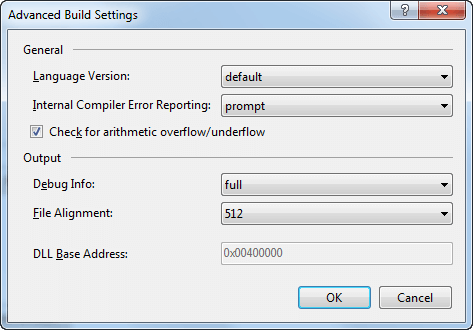 Advanced Build Settings
General
Language Version: default
Internal Compiler Error Reporting: prompt
Check for arithmetic overflow/underflow
Output
Debug Info: full
File Alignment: 512
DLL Base Address: 0x00400000
OK Cancel